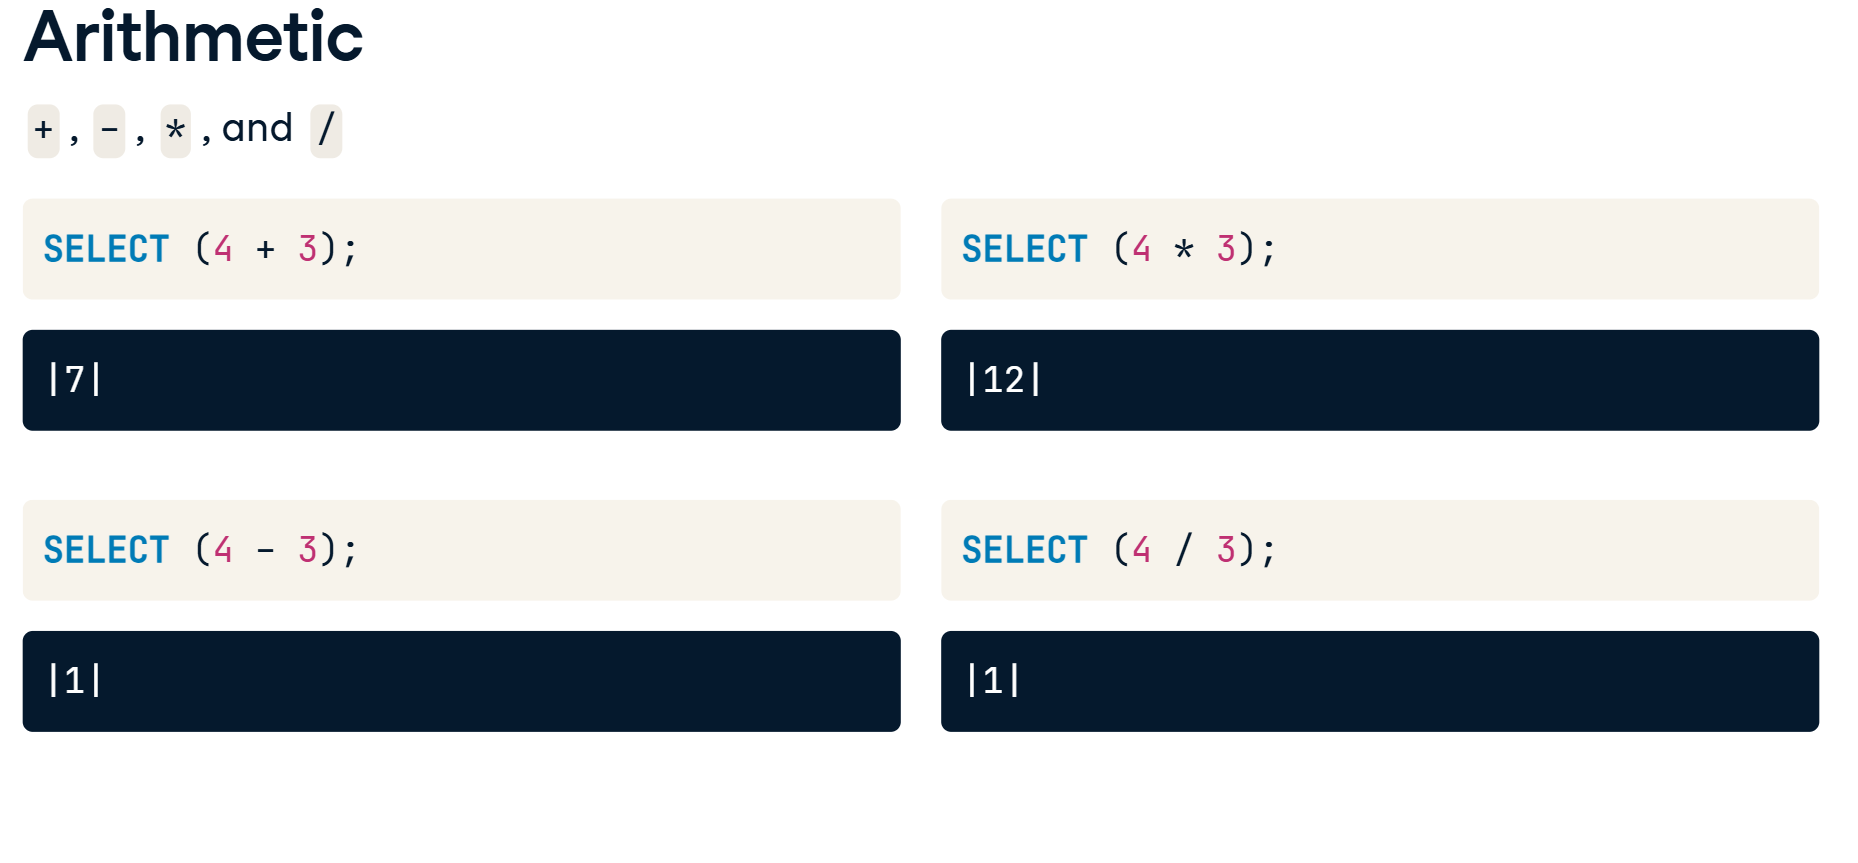 Arithmetic
+ , - , * , and /
SELECT (4 + 3);
|7|
SELECT (4 - 3);
|1|
SELECT (4 * 3);
|12|
SELECT (4 / 3);
|1|